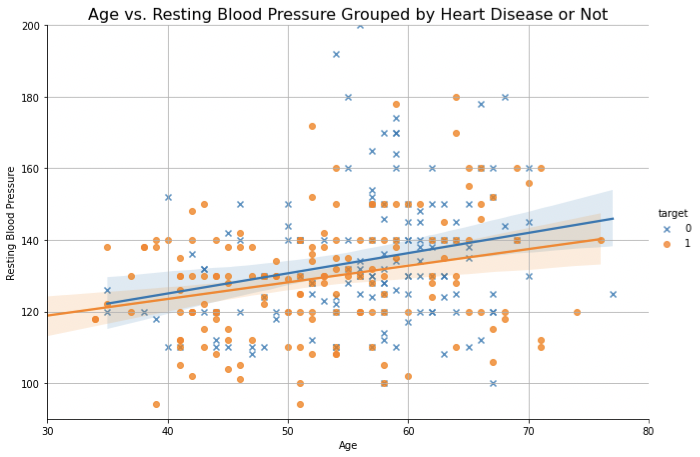 Age vs. Resting Blood Pressure Grouped by Heart Disease or Not
200
180
160
140
120
100
Resting Blood Pressure
30 40 50 60 70 80
Age
target
0
1